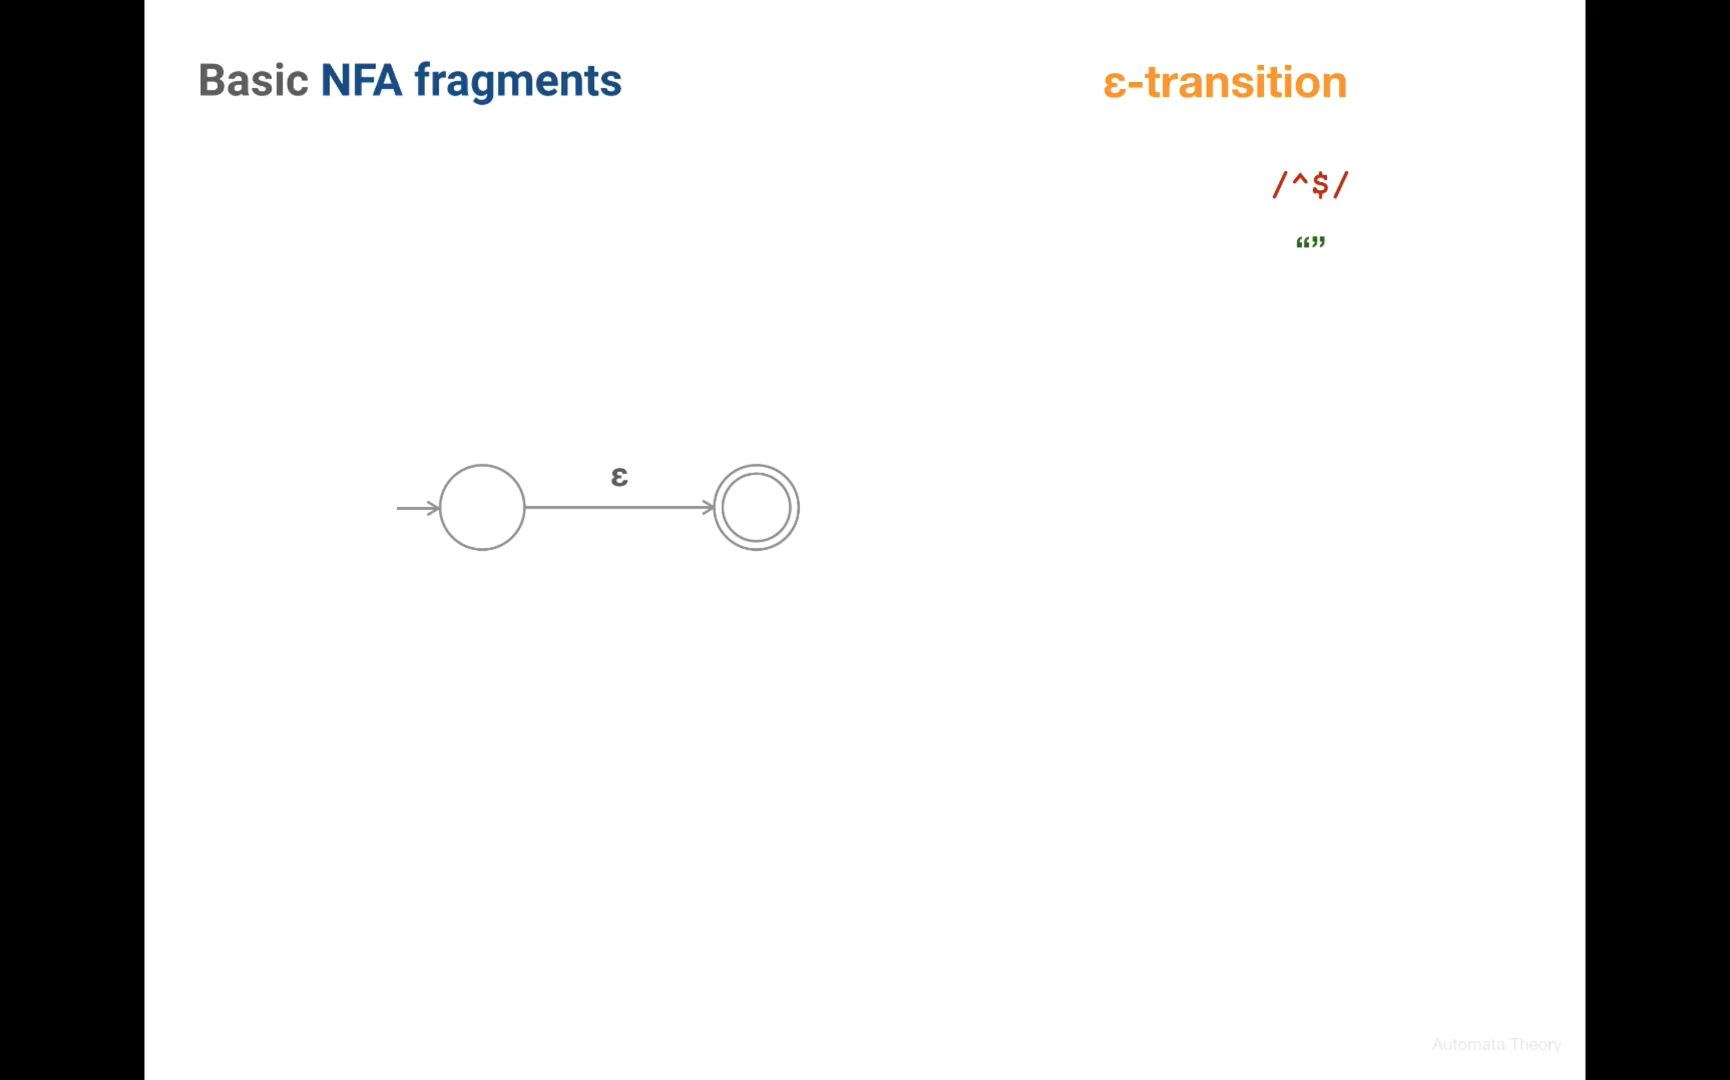 Basic NFA fragments
ε-transition
/^$/
“”
ε
Automata Theory